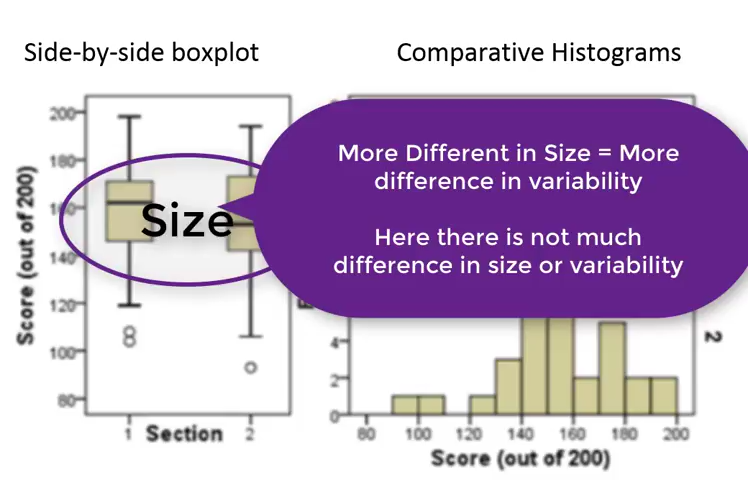 Side-by-side boxplot
Comparative Histograms
Score (out of 200)
200
180
160
140
120
100
80
Size
1
Section
2
More Different in Size = More
difference in variability
Here there is not much
difference in size or variability
2
4
2
0
80
100
120
140
160
180
200
Score (out of 200)